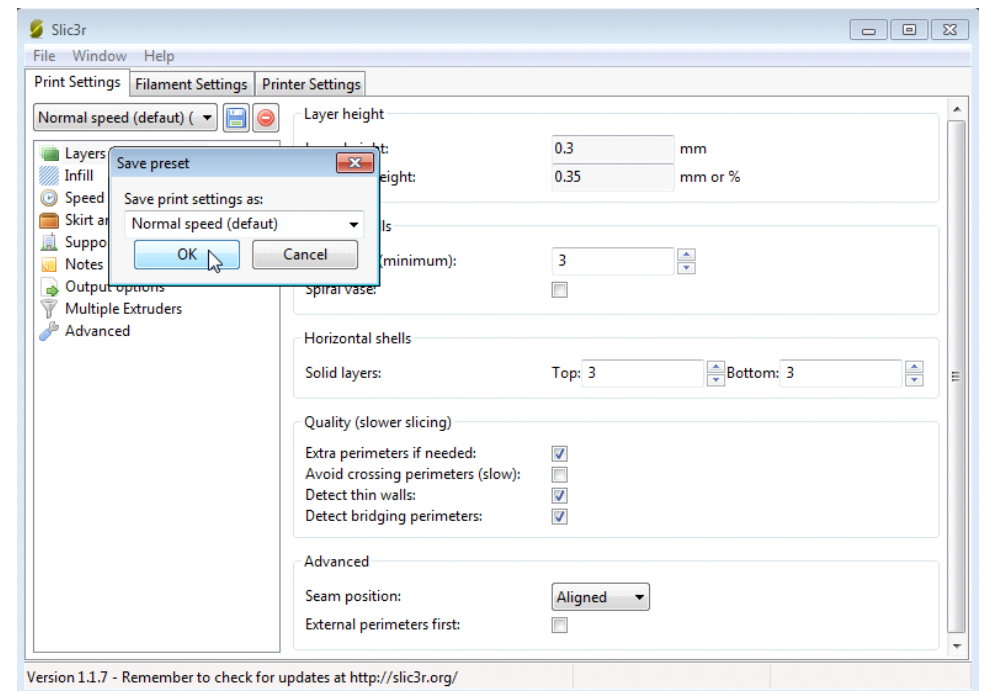 Slic3r
File Window Help
Print Settings Filament Settings Printer Settings
Normal speed (defaut) (
Layer height
Layers
Save preset
0.3 mm
Infill
eight: 0.35 mm or %
Speed
Save print settings as:
Skirt
Normal speed (defaut)
OK Cancel
(minimum): 3
Notes
Output options
Spiral vase:
Multiple Extruders
Advanced
Horizontal shells
Solid layers: Top: 3 Bottom: 3
Quality (slower slicing)
Extra perimeters if needed:
Avoid crossing perimeters (slow):
Detect thin walls:
Detect bridging perimeters:
Advanced
Seam position: Aligned
External perimeters first:
Version 1.1.7 - Remember to check for updates at http://slic3r.org/